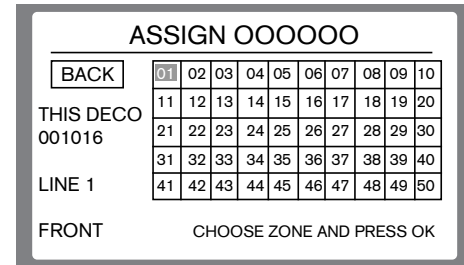 ASSIGN OOOOOO
BACK
01 02 03 04 05 06 07 08 09 10
11 12 13 14 15 16 17 18 19 20
THIS DECO
001016
21 22 23 24 25 26 27 28 29 30
31 32 33 34 35 36 37 38 39 40
LINE 1
41 42 43 44 45 46 47 48 49 50
FRONT
CHOOSE ZONE AND PRESS OK